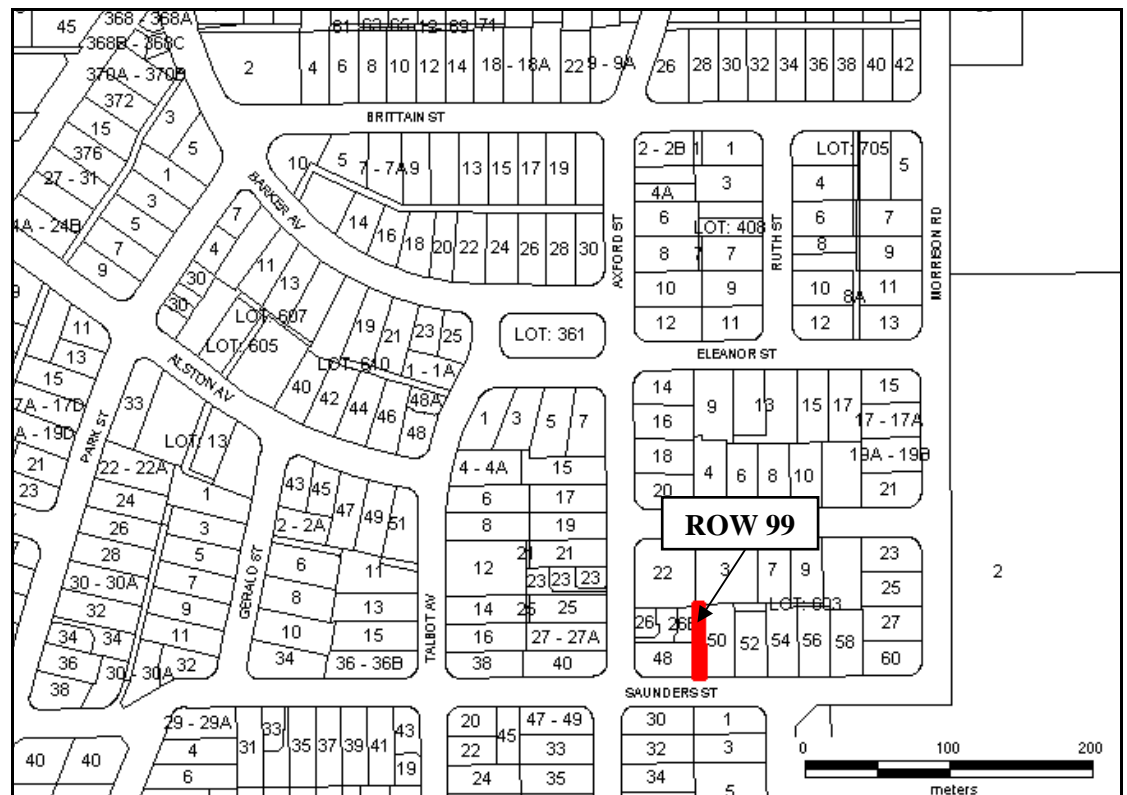 45
368
368A
368B - 368C
370A - 370B
372
15
376
27 - 31
4A - 24B
3
5
1
3
5
7
9
61 63 65 12 69 71
2
4 6 8 10 12 14 18 - 18A 22 9 - 9A
26 28 30 32 34 36 38 40 42
BRITTAIN ST
10 5 7 - 7A 9 13 15 17 19
14 16 18 20 22 24 26 28 30
BARKER AV
AXFORD ST
2 - 2B 1 1
4A 3
6 LOT: 408
8 7 7
10 9
12 11
RUTH ST
LOT: 705
5
4
6 7
8 9
10 8A 11
12 13
MORRISON RD
ELEANOR ST
7
4
30
30
11
13
LOT: 607
LOT: 605
LOT: 610
19 21 23 25
1 - 1A
40 42 44 46 48
48A
ALSTON AV
LOT: 361
9
11
13
15
7A - 17D
A - 19D
21
23
PARK ST
33
LOT: 13
22 - 22A
24
26
28
30 - 30A
32
34 34
36
38
30 - 30A
1
3
5
7
9
11
32
GERALD ST
43 45 47 49 51
2 - 2A
6
8
10
34
11
13
15
36 - 36B
TALBOT AV
1 3 5 7
4 - 4A 15
6 17
8 19
21 21
12
23 23 23
14 25 25
16 27 - 27A
38 40
14
16
18
20
9 13 15 17
15
17 - 17A
19A - 19B
21
4 6 8 10
ROW 99
22 3 7 9
23
25
27
60
LOT: 603
26 26B
48
50 52 54 56 58
SAUNDERS ST
2
7
40 40
29 - 29A
4
6
33
31 35 37 39 41
43
19
20
22
24
45
47 - 49
33
35
30 1
32 3
34 5
0 100 200
meters